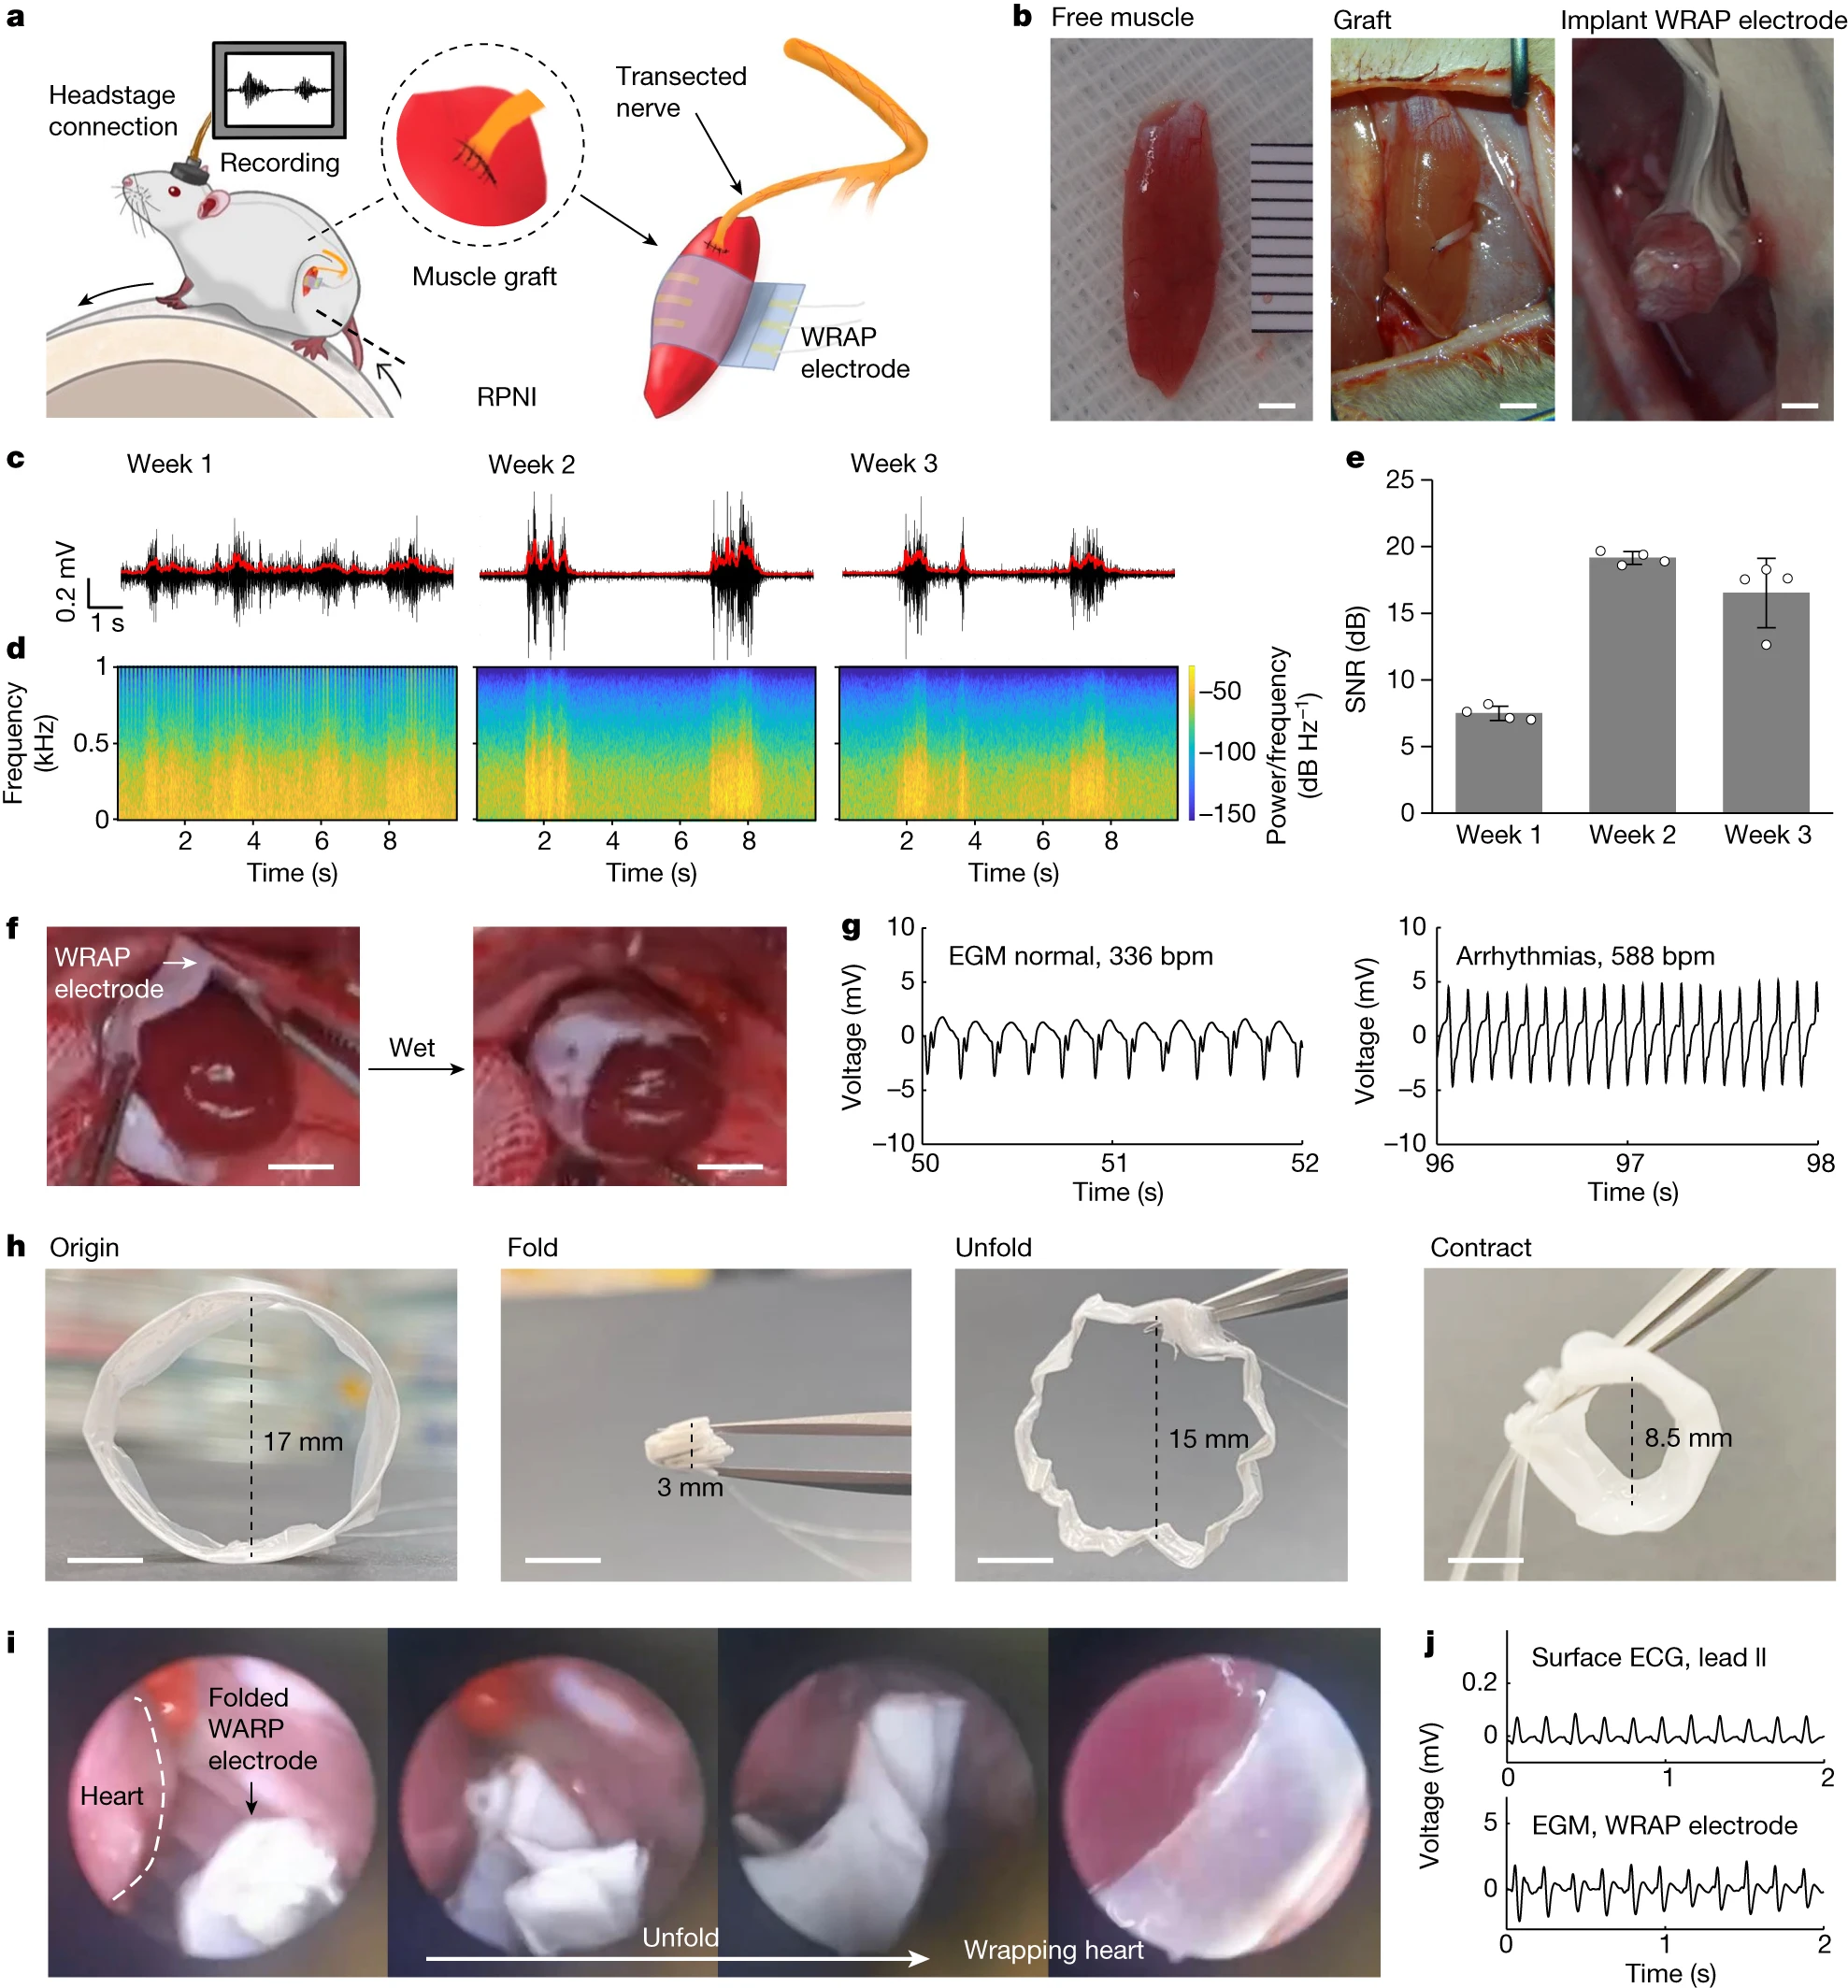 a
Headstage
connection
Recording
Muscle graft
Transected
nerve
WRAP
electrode
RPNI
b
Free muscle
Graft
Implant WRAP electrode
c
Week 1
Week 2
Week 3
0.2 mV
1 s
d
Frequency
(kHz)
1
0.5
0
2 4 6 8
Time (s)
2 4 6 8
Time (s)
2 4 6 8
Time (s)
−50
−100
−150
Power/frequency
(dB Hz−1)
e
SNR (dB)
25
20
15
10
5
0
Week 1 Week 2 Week 3
f
WRAP
electrode
Wet
g
Voltage (mV)
10
5
0
−5
−10
EGM normal, 336 bpm
50 51 52
Time (s)
Voltage (mV)
10
5
0
−5
−10
Arrhythmias, 588 bpm
96 97 98
Time (s)
h
Origin
17 mm
Fold
3 mm
Unfold
15 mm
Contract
8.5 mm
i
Heart
Folded
WARP
electrode
Unfold
Wrapping heart
j
Voltage (mV)
Surface ECG, lead II
0.2
0
0 1 2
EGM, WRAP electrode
5
0
0 1 2
Time (s)